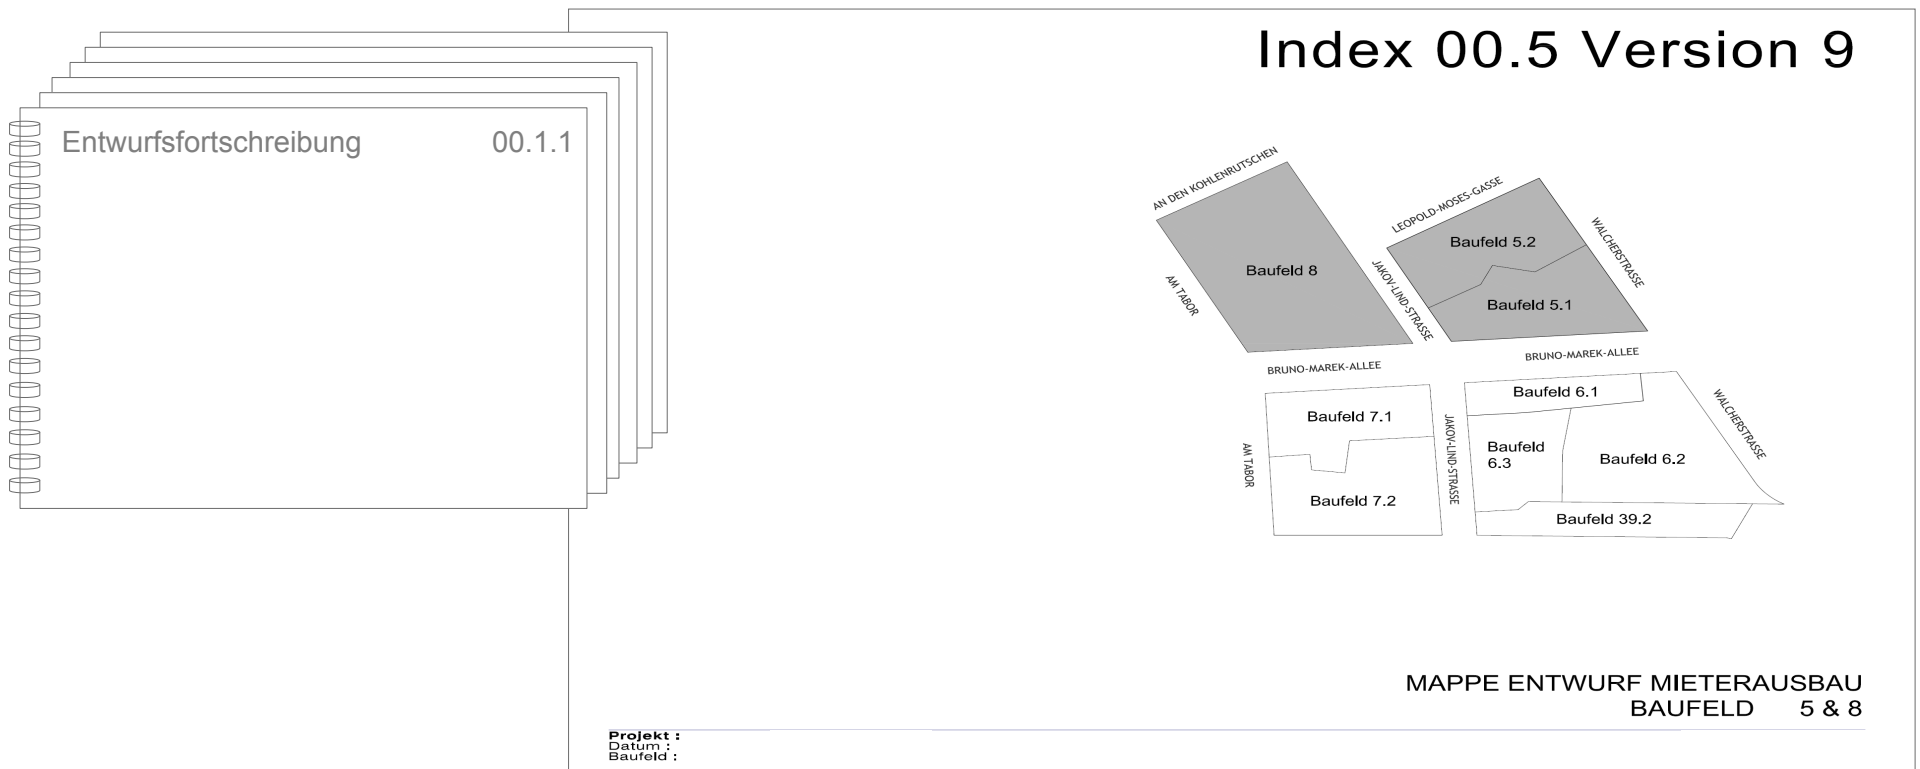 Index 00.5 Version 9
Entwurfsfortschreibung 00.1.1
AN DEN KOHLENRUTSCHEN
LEOPOLD-MOSES-GASSE
WALCHERSTRASSE
Baufeld 5.2
Baufeld 8
JAKOV-LIND-STRASSE
AM TABOR
Baufeld 5.1
BRUNO-MAREK-ALLEE
BRUNO-MAREK-ALLEE
Baufeld 6.1
WALCHERSTRASSE
Baufeld 7.1
JAKOV-LIND-STRASSE
AM TABOR
Baufeld
6.3
Baufeld 6.2
Baufeld 7.2
Baufeld 39.2
MAPPE ENTWURF MIETERAUSBAU
BAUFELD 5 & 8
Projekt :
Datum :
Baufeld :